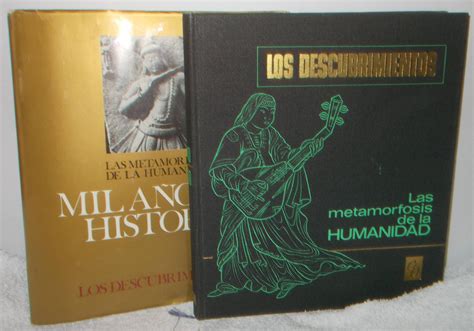 LAS METAMOR
DE LA HUMAN
MIL AÑO
HISTOR
LOS DESCUBRIM
LOS DESCUBRIMIENTOS
Las
metamorfosis
de la
HUMANIDAD